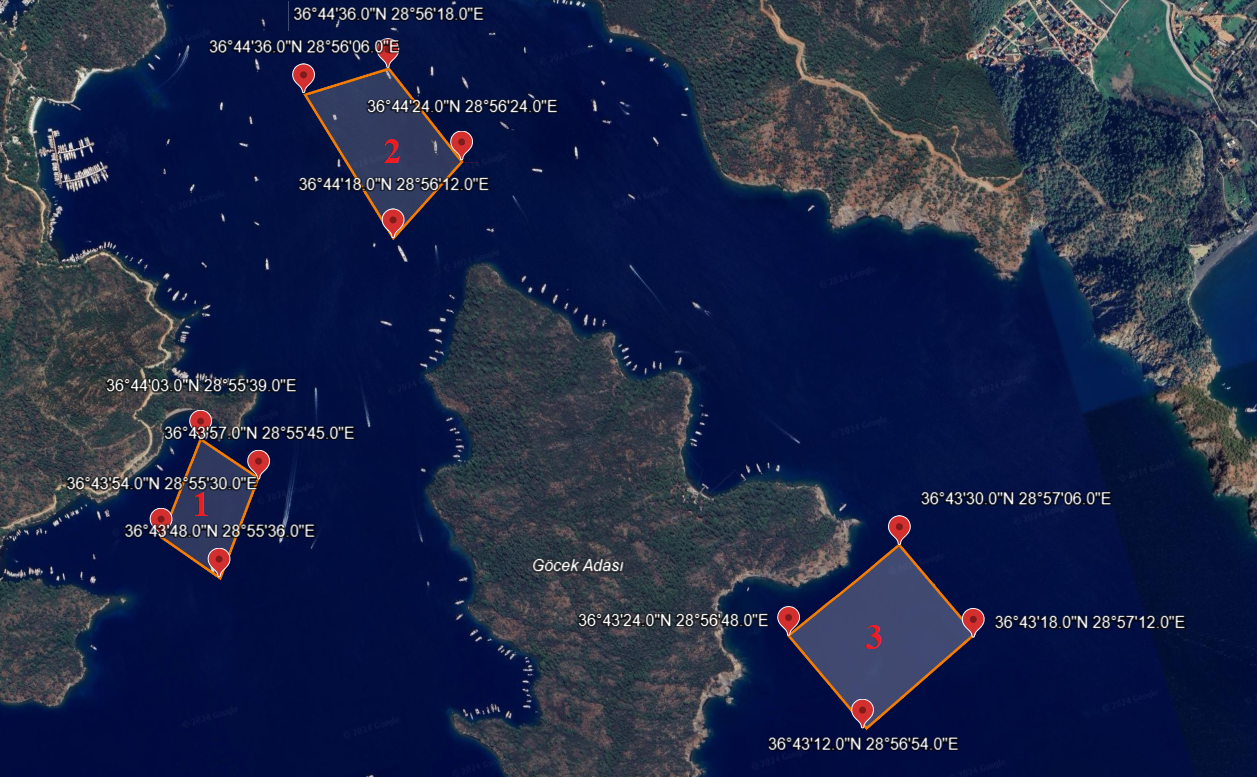 36°44'36.0"N 28°56'18.0"E
36°44'36.0"N 28°56'06.0"E
36°44'24.0"N 28°56'24.0"E
2
36°44'18.0"N 28°56'12.0"E
36°44'03.0"N 28°55'39.0"E
36°43'57.0"N 28°55'45.0"E
36°43'54.0"N 28°55'30.0"E
1
36°43'48.0"N 28°55'36.0"E
36°43'30.0"N 28°57'06.0"E
Göcek Adası
36°43'24.0"N 28°56'48.0"E
3
36°43'18.0"N 28°57'12.0"E
36°43'12.0"N 28°56'54.0"E